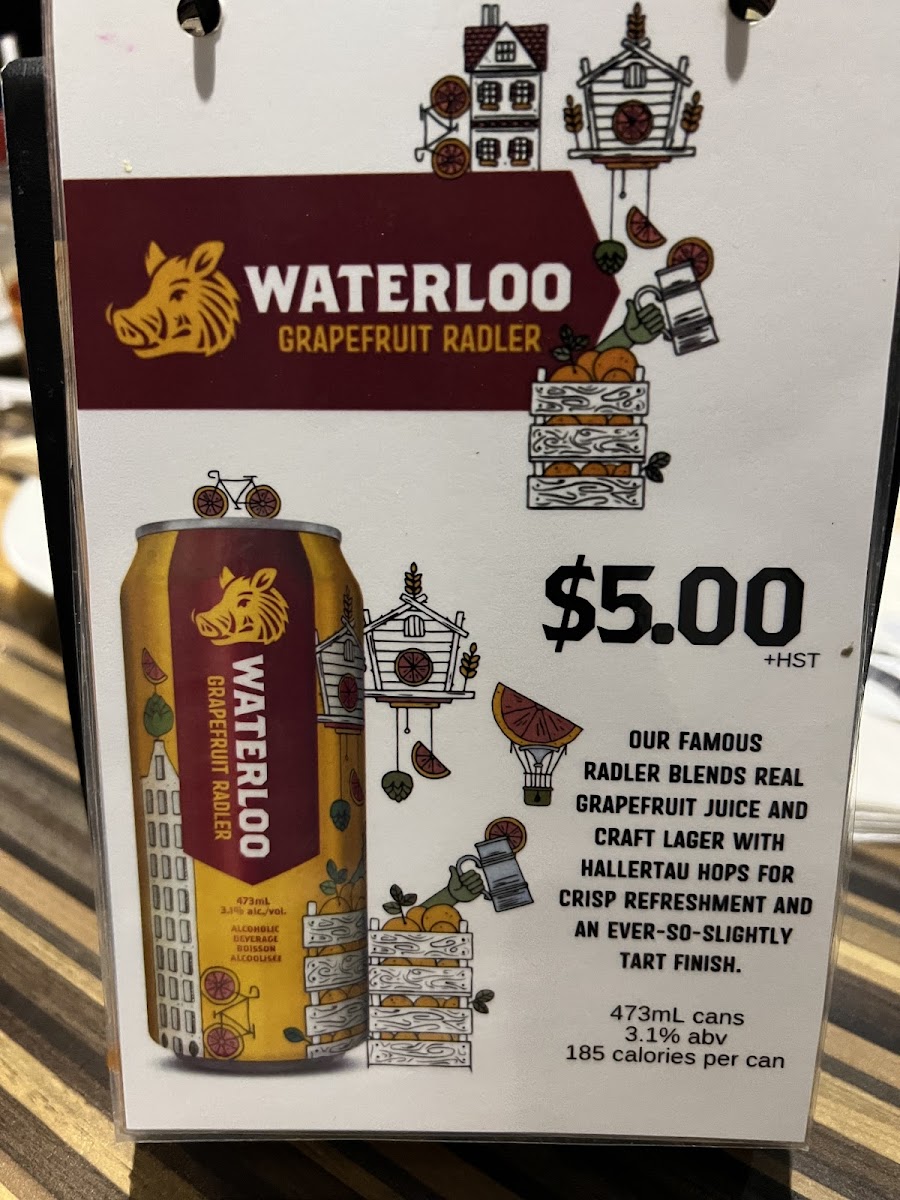 WATERLOO
GRAPEFRUIT RADLER
$5.00
+HST
OUR FAMOUS
RADLER BLENDS REAL
GRAPEFRUIT JUICE AND
CRAFT LAGER WITH
HALLERTAU HOPS FOR
CRISP REFRESHMENT AND
AN EVER-SO-SLIGHTLY
TART FINISH.
473mL cans
3.1% abv
185 calories per can
WATERLOO
GRAPEFRUIT RADLER
473mL
3.1% alc./vol.
ALCOHOLIC
BEVERAGE
BOISSON
ALCOOLISÉE